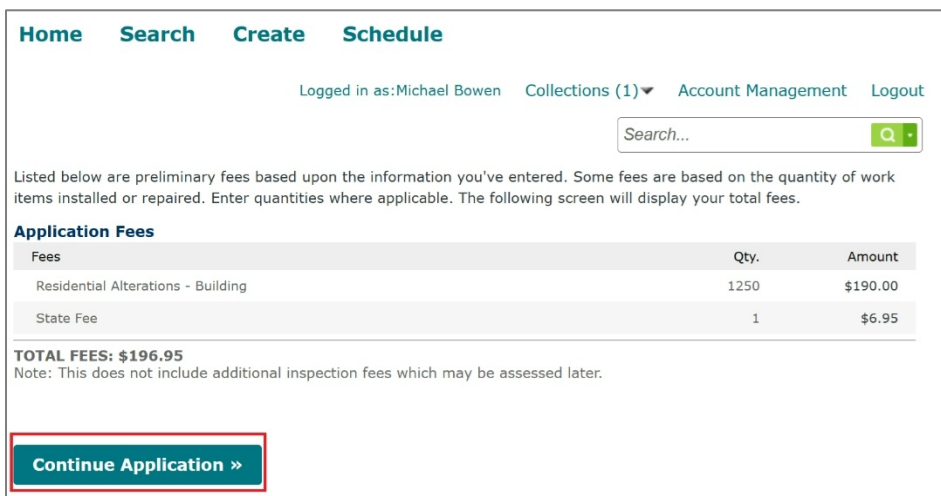 Home Search Create Schedule
Logged in as:Michael Bowen Collections (1) Account Management Logout
Search...
Listed below are preliminary fees based upon the information you've entered. Some fees are based on the quantity of work
items installed or repaired. Enter quantities where applicable. The following screen will display your total fees.
Application Fees
Fees Qty. Amount
Residential Alterations - Building 1250 $190.00
State Fee 1 $6.95
TOTAL FEES: $196.95
Note: This does not include additional inspection fees which may be assessed later.
Continue Application »